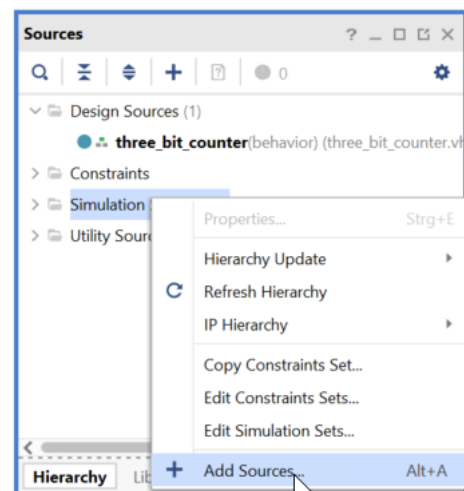 Sources
? 
0
Design Sources (1)
three_bit_counter(behavior) (three_bit_counter.vh
Constraints
Simulation
Properties... Strg+E
Utility Sour
Hierarchy Update
Refresh Hierarchy
IP Hierarchy
Copy Constraints Set...
Edit Constraints Sets...
Edit Simulation Sets...
Hierarchy Lib
Add Sources... Alt+A